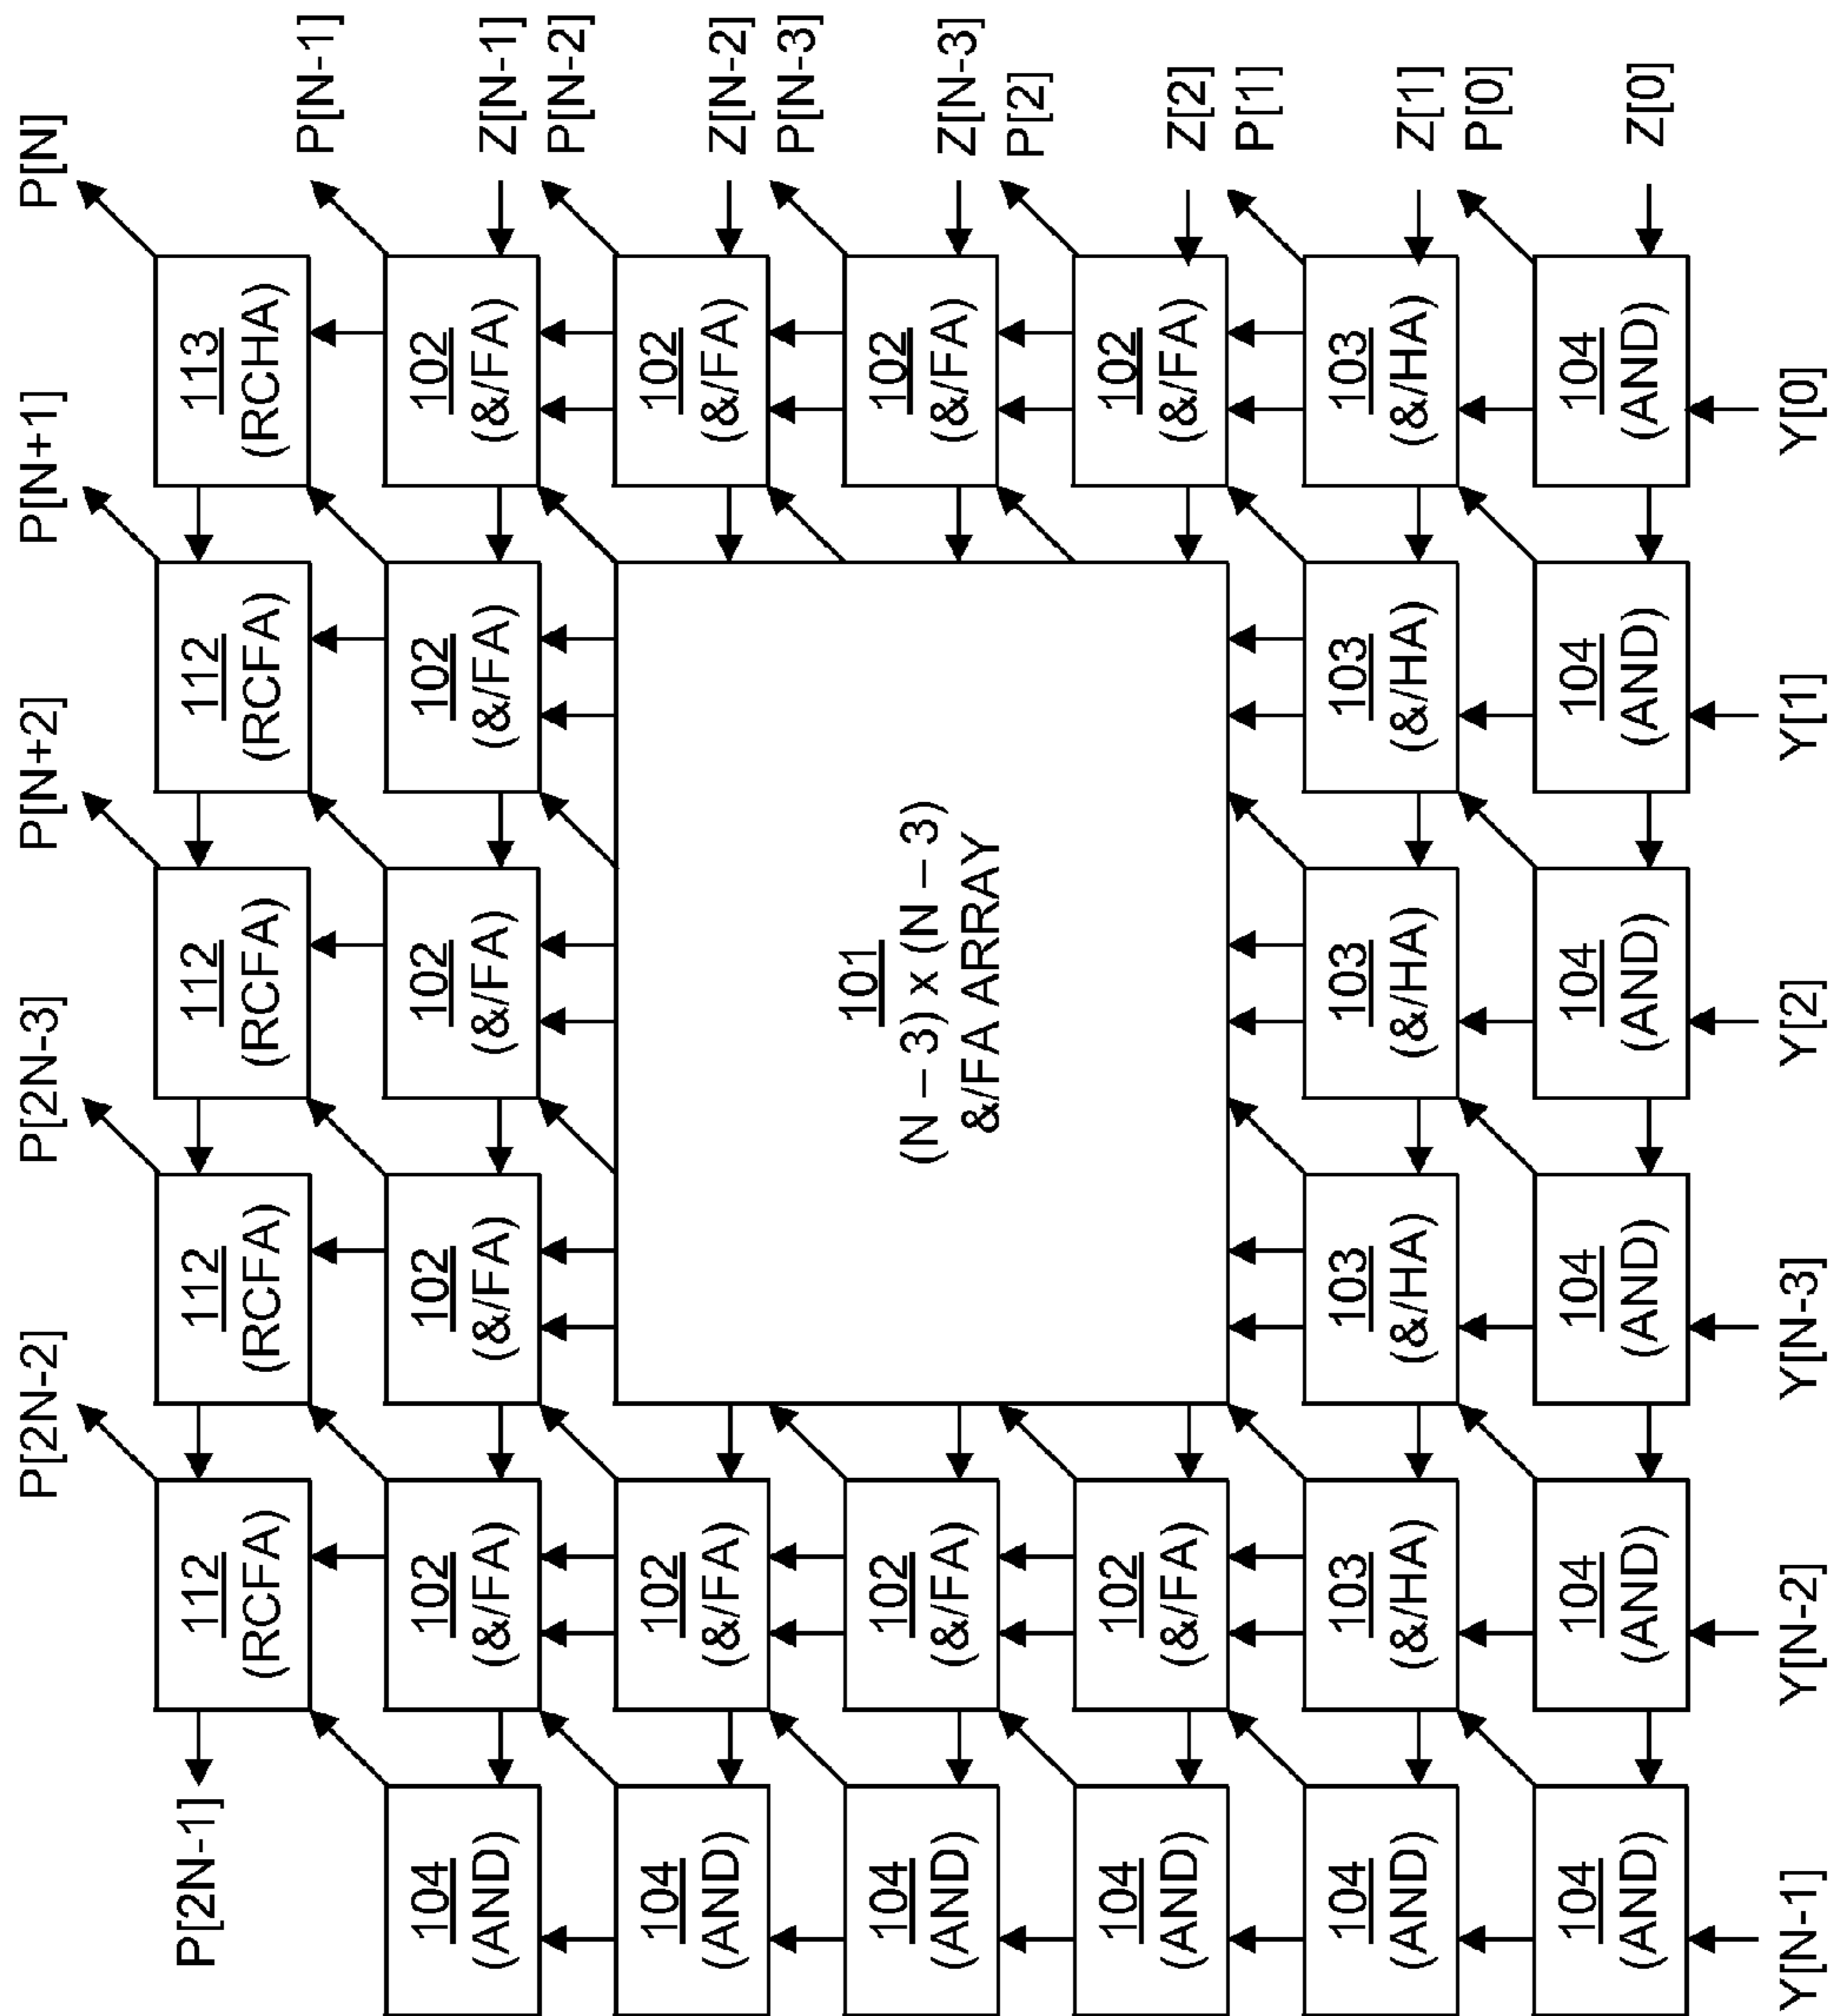 P[2N-2]
P[2N-3]
P[N+2]
P[N+1]
P[N]
P[2N-1]
112
(RCFA)
112
(RCFA)
112
(RCFA)
112
(RCFA)
113
(RCHA)
P[N-1]
104
(AND)
102
(&/FA)
102
(&/FA)
102
(&/FA)
102
(&/FA)
102
(&/FA)
Z[N-1]
P[N-2]
104
(AND)
102
(&/FA)
102
(&/FA)
Z[N-2]
P[N-3]
104
(AND)
102
(&/FA)
101
(N – 3) x (N – 3)
&/FA ARRAY
102
(&/FA)
Z[N-3]
P[2]
104
(AND)
102
(&/FA)
102
(&/FA)
Z[2]
P[1]
104
(AND)
103
(&/HA)
103
(&/HA)
103
(&/HA)
103
(&/HA)
103
(&/HA)
Z[1]
P[0]
104
(AND)
104
(AND)
104
(AND)
104
(AND)
104
(AND)
104
(AND)
Z[0]
Y[N-1]
Y[N-2]
Y[N-3]
Y[2]
Y[1]
Y[0]